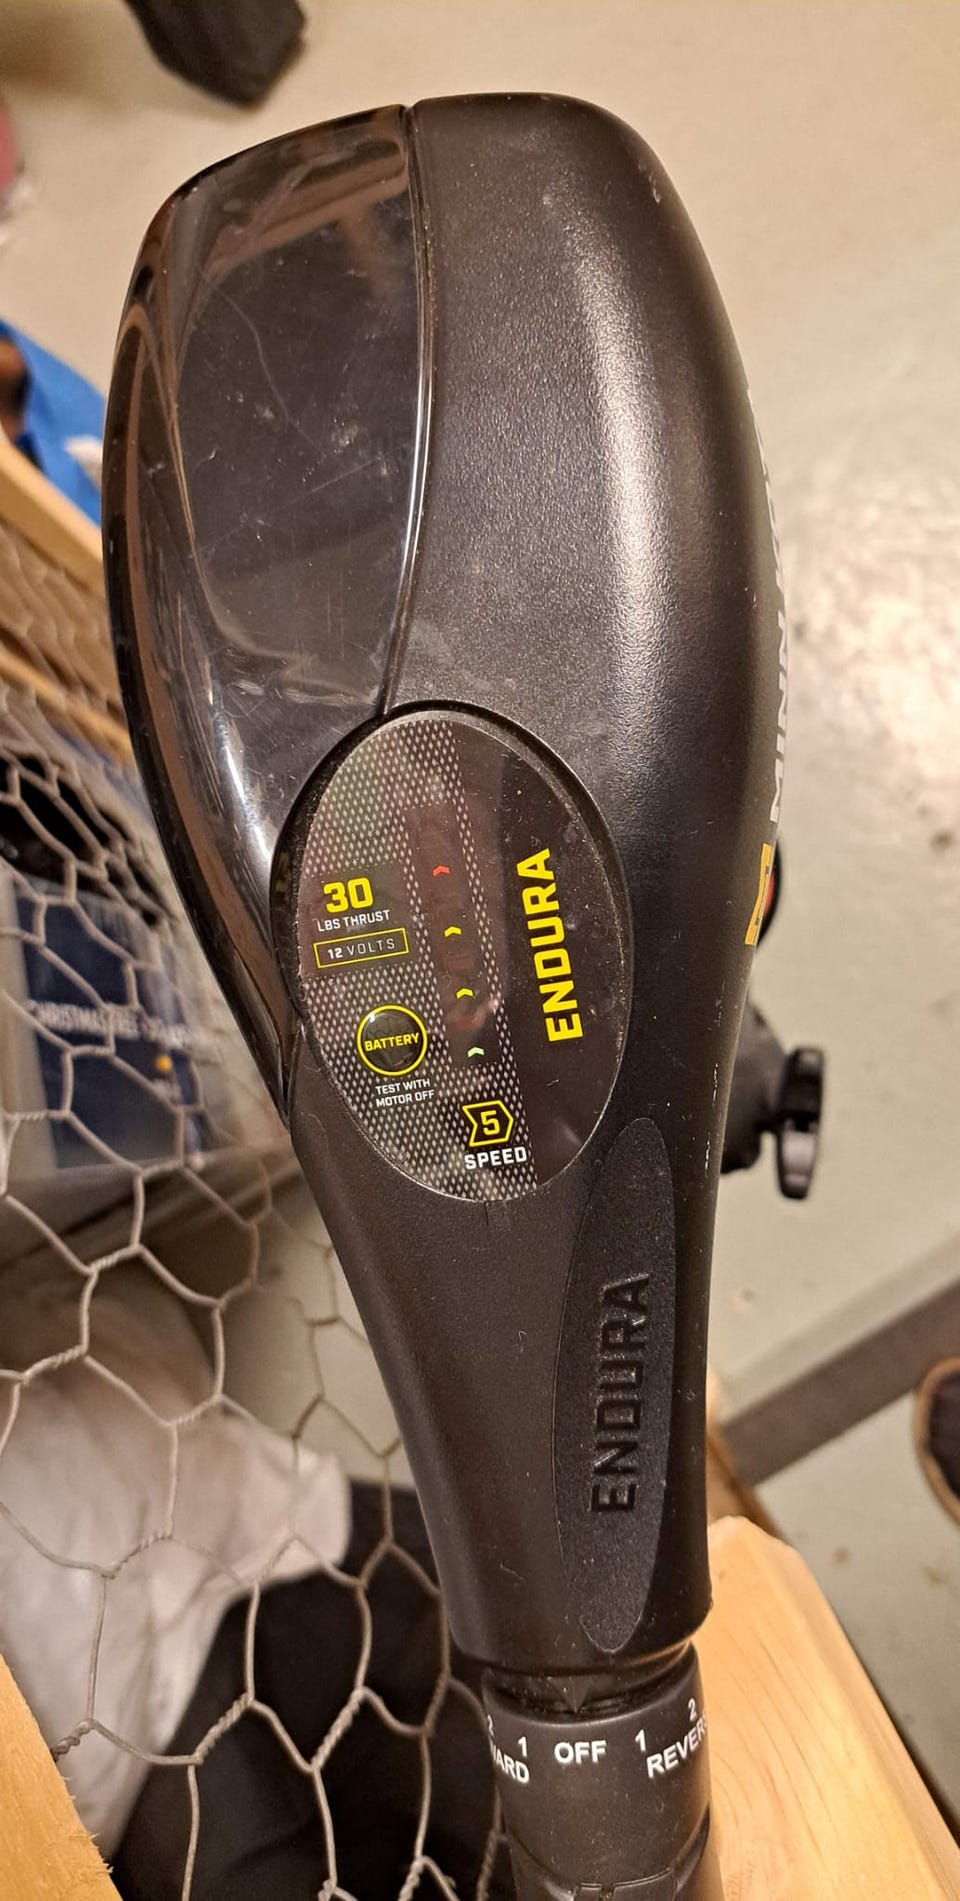 30
LBS THRUST
12 VOLTS
BATTERY
TEST WITH
MOTOR OFF
5
SPEED
ENDURA
ENDURA
MINN
2 1 OFF 1 2